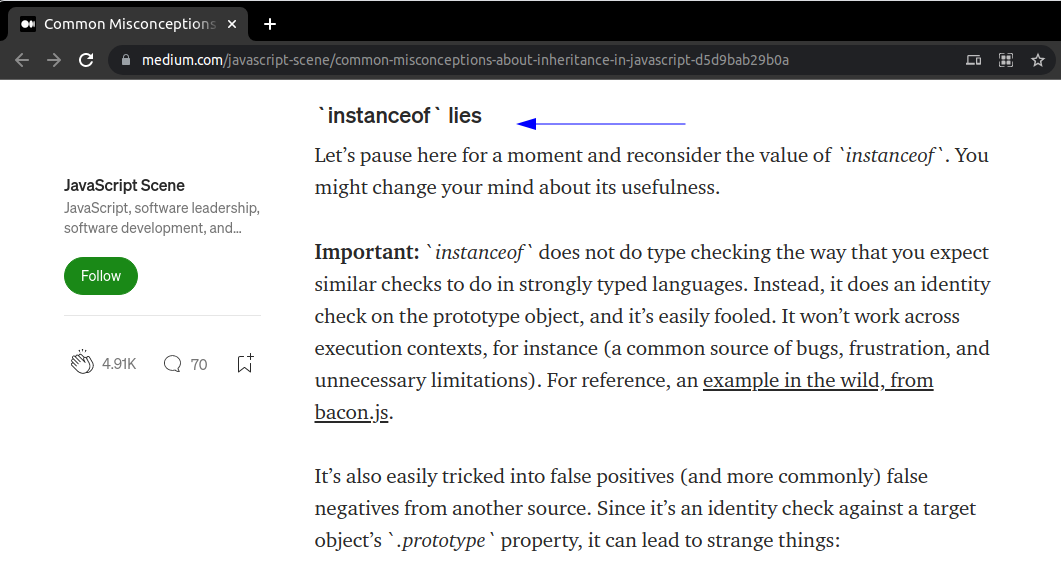 Common Misconceptions
medium.com/javascript-scene/common-misconceptions-about-inheritance-in-javascript-d5d9bab29b0a
`instanceof` lies
Let’s pause here for a moment and reconsider the value of `instanceof`. You
might change your mind about its usefulness.
JavaScript Scene
JavaScript, software leadership,
software development, and…
Follow
4.91K
70
Important: `instanceof` does not do type checking the way that you expect
similar checks to do in strongly typed languages. Instead, it does an identity
check on the prototype object, and it’s easily fooled. It won’t work across
execution contexts, for instance (a common source of bugs, frustration, and
unnecessary limitations). For reference, an example in the wild, from
bacon.js.
It’s also easily tricked into false positives (and more commonly) false
negatives from another source. Since it’s an identity check against a target
object’s `.prototype` property, it can lead to strange things: